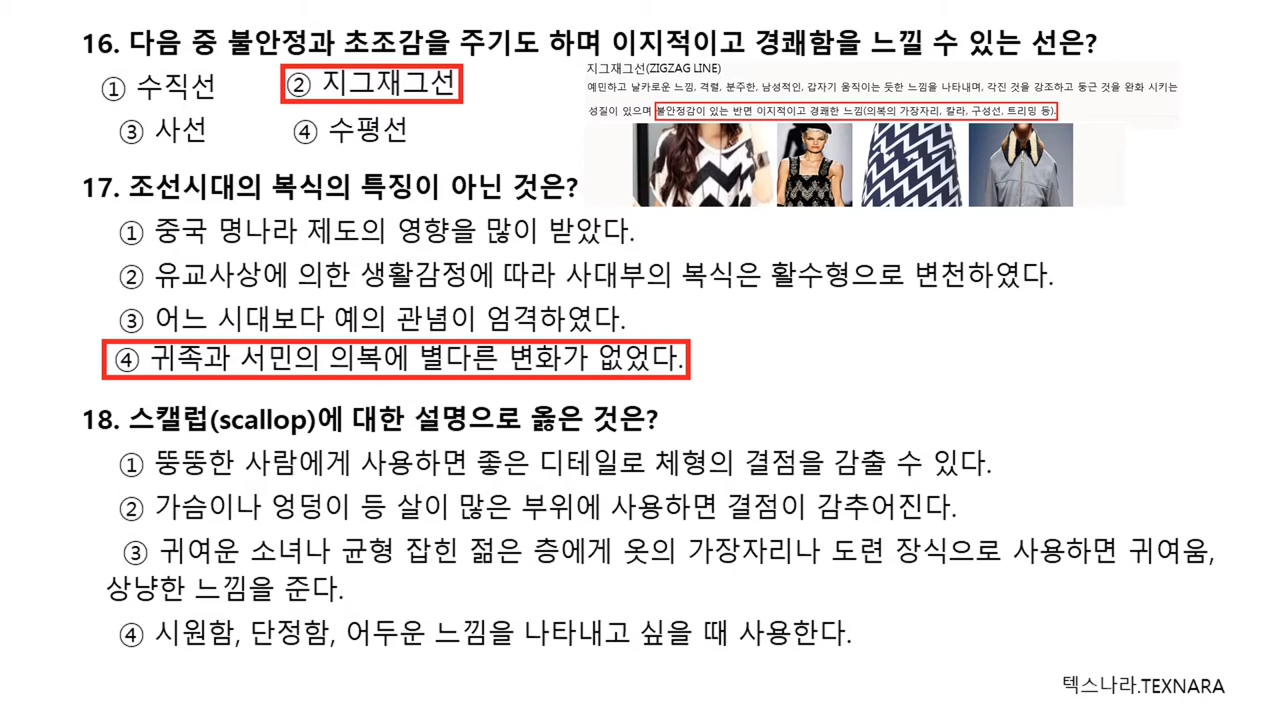 16. 다음 중 불안정과 초조감을 주기도 하며 이지적이고 경쾌함을 느낄 수 있는 선은?
① 수직선 ② 지그재그선
③ 사선 ④ 수평선
지그재그선(ZIGZAG LINE)
예민하고 날카로운 느낌, 격렬, 분주한, 남성적인, 갑자기 움직이는 듯한 느낌을 나타내며, 각진 것을 강조하고 둥근 것을 완화 시키는
성질이 있으며 불안정감이 있는 반면 이지적이고 경쾌한 느낌(의복의 가장자리, 칼라, 구성선, 트리밍 등).
17. 조선시대의 복식의 특징이 아닌 것은?
① 중국 명나라 제도의 영향을 많이 받았다.
② 유교사상에 의한 생활감정에 따라 사대부의 복식은 활수형으로 변천하였다.
③ 어느 시대보다 예의 관념이 엄격하였다.
④ 귀족과 서민의 의복에 별다른 변화가 없었다.
18. 스캘럽(scallop)에 대한 설명으로 옳은 것은?
① 뚱뚱한 사람에게 사용하면 좋은 디테일로 체형의 결점을 감출 수 있다.
② 가슴이나 엉덩이 등 살이 많은 부위에 사용하면 결점이 감추어진다.
③ 귀여운 소녀나 균형 잡힌 젊은 층에게 옷의 가장자리나 도련 장식으로 사용하면 귀여움,
상냥한 느낌을 준다.
④ 시원함, 단정함, 어두운 느낌을 나타내고 싶을 때 사용한다.
텍스나라.TEXNARA